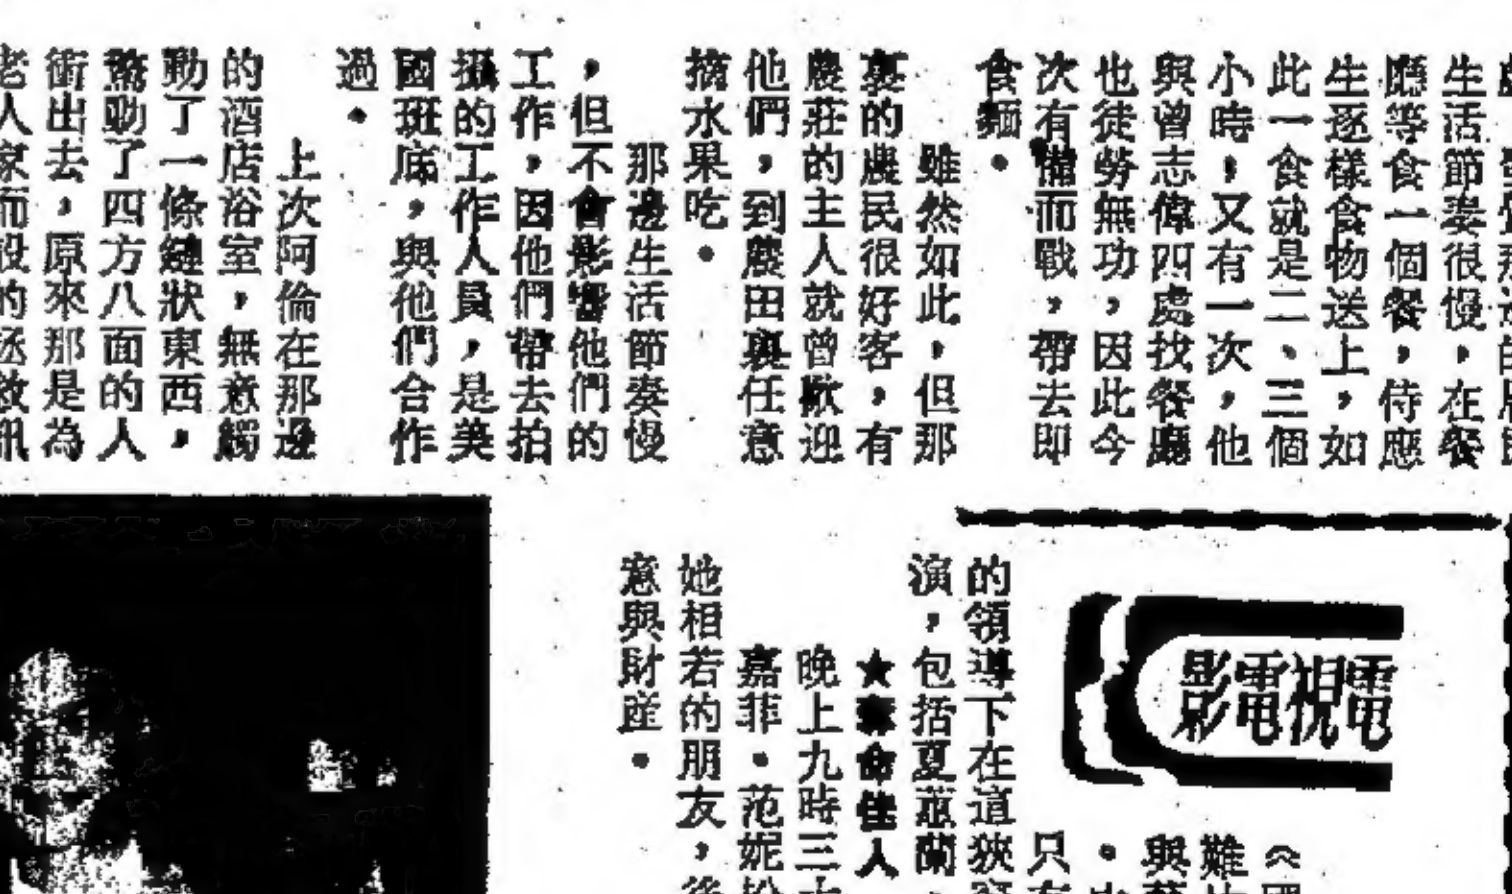 生活節奏很慢，在餐
廳等食一個餐，侍應
生逐樣食物送上，如
此一食就是二、三個
小時，又有一次，他
與曾志偉四處找餐廳
也徒勞無功，因此今
次有備而戰，帶去即
食麵。
雖然如此，但那
裏的農民很好客，有
農莊的主人就曾歡迎
他們，到農田裏任意
摘水果吃。
那邊生活節奏慢
，但不會影響他們的
工作，因他們帶去拍
攝的工作人員，是美
國班底，與他們合作
過。
上次阿倫在那邊
的酒店浴室，無意觸
動了一條鏈狀東西，
驚動了四方八面的人
衝出去，原來那是為
老人家而設的拯救訊
影電視電
只
的領導下在這狹
演，包括夏蕙蘭
★奪命佳人
晚上九時三十
嘉菲。范妮
她相若的朋友，
意與財產。